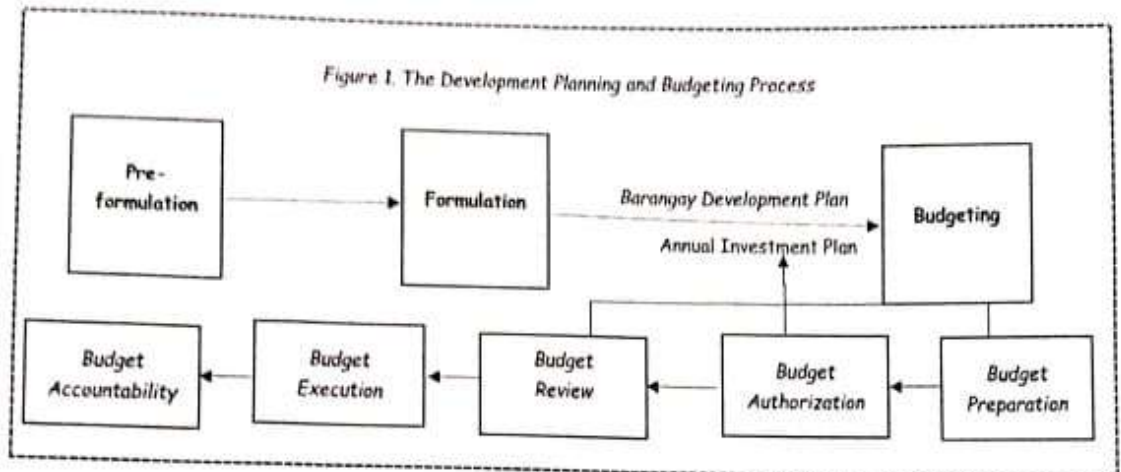 Figure 1. The Development Planning and Budgeting Process
Pre-
formulation
Formulation
Barangay Development Plan
Annual Investment Plan
Budgeting
Budget
Accountability
Budget
Execution
Budget
Review
Budget
Authorization
Budget
Preparation